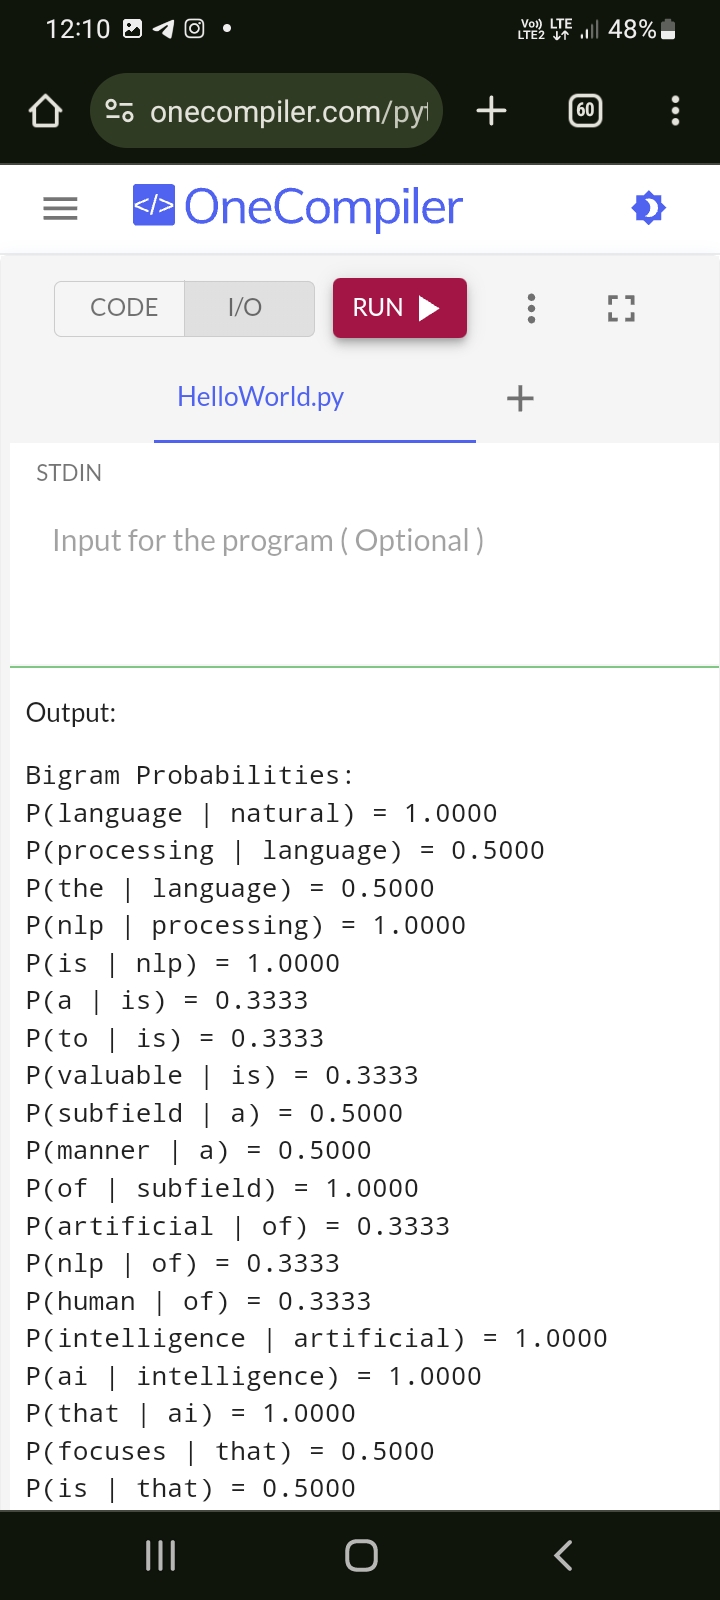 12:10
Vo)) LTE
LTE2
48%
onecompiler.com/py
60
</> OneCompiler
CODE
I/O
RUN
HelloWorld.py
STDIN
Input for the program ( Optional )
Output:
Bigram Probabilities:
P(language | natural) = 1.0000
P(processing | language) = 0.5000
P(the | language) = 0.5000
P(nlp | processing) = 1.0000
P(is | nlp) = 1.0000
P(a | is) = 0.3333
P(to | is) = 0.3333
P(valuable | is) = 0.3333
P(subfield | a) = 0.5000
P(manner | a) = 0.5000
P(of | subfield) = 1.0000
P(artificial | of) = 0.3333
P(nlp | of) = 0.3333
P(human | of) = 0.3333
P(intelligence | artificial) = 1.0000
P(ai | intelligence) = 1.0000
P(that | ai) = 1.0000
P(focuses | that) = 0.5000
P(is | that) = 0.5000